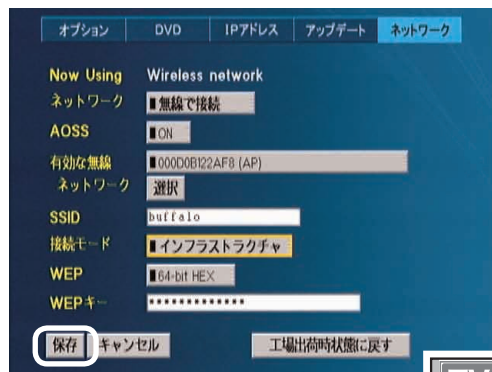 オプション DVD IPアドレス アップデート ネットワーク
Now Using Wireless network
ネットワーク 無線で接続
AOSS ON
有効な無線 000D0B122AF8 (AP)
ネットワーク 選択
SSID buffalo
接続モード インフラストラクチャ
WEP 64-bit HEX
WEPキー *************
保存 キャンセル 工場出荷時状態に戻す